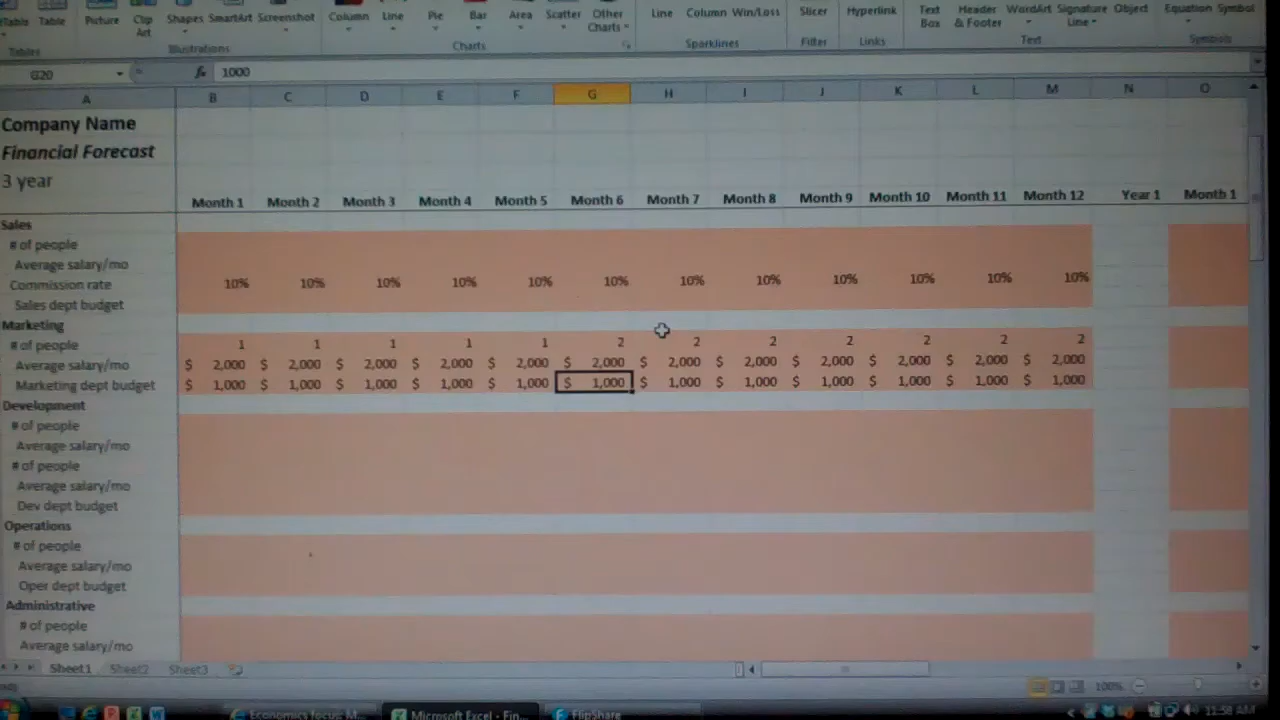 Table Table Picture Clip Art Shapes SmartArt Screenshot Column Line Pie Bar Area Scatter Other Charts Line Column Win/Loss Slicer Hyperlink Text Box Header & Footer WordArt Signature Line Object Equation Symbol
Tables Illustrations Charts Sparklines Filter Links Text Symbols
G20 fx 1000
A B C D E F G H I J K L M N O
Company Name
Financial Forecast
3 year
Month 1 Month 2 Month 3 Month 4 Month 5 Month 6 Month 7 Month 8 Month 9 Month 10 Month 11 Month 12 Year 1 Month 1
Sales
# of people
Average salary/mo
Commission rate 10% 10% 10% 10% 10% 10% 10% 10% 10% 10% 10% 10%
Sales dept budget
Marketing
# of people 1 1 1 1 1 2 2 2 2 2 2 2
Average salary/mo $ 2,000 $ 2,000 $ 2,000 $ 2,000 $ 2,000 $ 2,000 $ 2,000 $ 2,000 $ 2,000 $ 2,000 $ 2,000 $ 2,000
Marketing dept budget $ 1,000 $ 1,000 $ 1,000 $ 1,000 $ 1,000 $ 1,000 $ 1,000 $ 1,000 $ 1,000 $ 1,000 $ 1,000 $ 1,000
Development
# of people
Average salary/mo
# of people
Average salary/mo
Dev dept budget
Operations
# of people
Average salary/mo
Oper dept budget
Administrative
# of people
Average salary/mo
Sheet1 Sheet2 Sheet3
100%
Economics focus: M... Microsoft Excel - Fin... FlipShare 11:58 AM